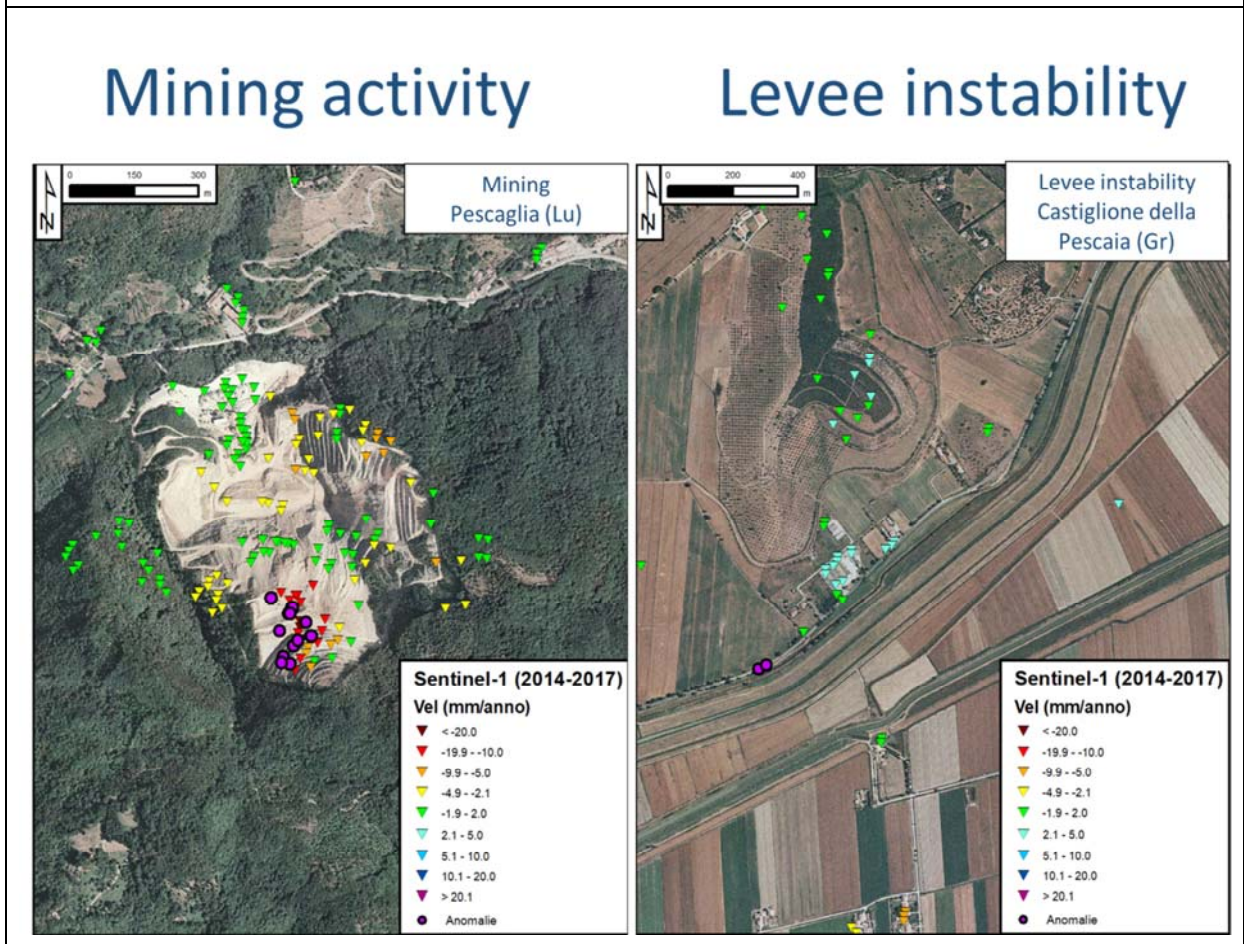 Mining activity
Levee instability
0 150 300
m
N
Mining
Pescaglia (Lu)
Sentinel-1 (2014-2017)
Vel (mm/anno)
< -20.0
-19.9 - -10.0
-9.9 - -5.0
-4.9 - -2.1
-1.9 - 2.0
2.1 - 5.0
5.1 - 10.0
10.1 - 20.0
> 20.1
Anomalie
0 200 400
m
N
Levee instability
Castiglione della
Pescaia (Gr)
Sentinel-1 (2014-2017)
Vel (mm/anno)
< -20.0
-19.9 - -10.0
-9.9 - -5.0
-4.9 - -2.1
-1.9 - 2.0
2.1 - 5.0
5.1 - 10.0
10.1 - 20.0
> 20.1
Anomalie